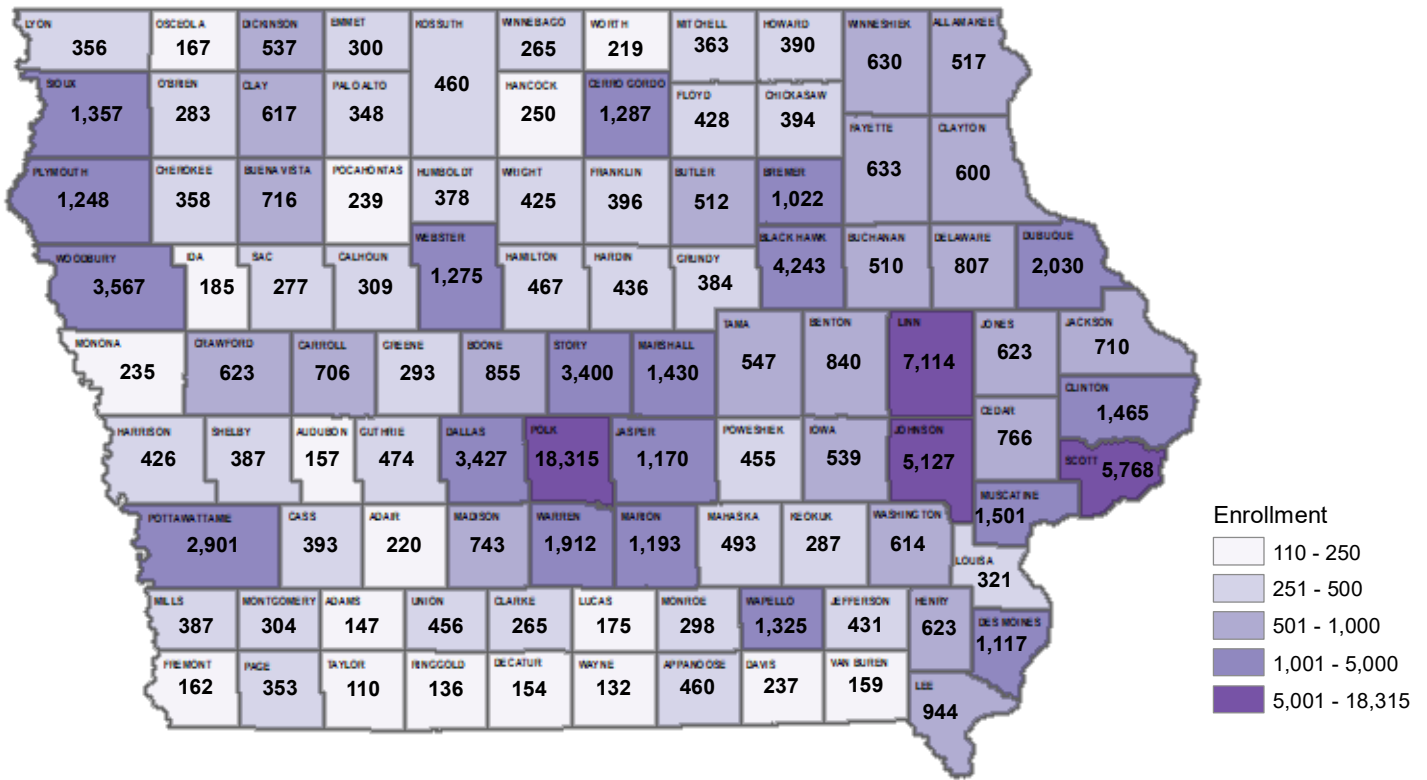 LYON OSCEOLA DICKINSON EMMET KOSSUTH WINNEBAGO WORTH MITCHELL HOWARD WINNESHIEK ALLAMAKEE
356 167 537 300 460 265 219 363 390 630 517
SIOUX O'BRIEN CLAY PALO ALTO HANCOCK CERRO GORDO FLOYD CHICKASAW
1,357 283 617 348 250 1,287 428 394
FAYETTE CLAYTON
633 600
PLYMOUTH CHEROKEE BUENA VISTA POCAHONTAS HUMBOLDT WRIGHT FRANKLIN BUTLER BREMER
1,248 358 716 239 378 425 396 512 1,022
WOODBURY IDA SAC CALHOUN WEBSTER HAMILTON HARDIN GRUNDY BLACK HAWK BUCHANAN DELAWARE DUBUQUE
3,567 185 277 309 1,275 467 436 384 4,243 510 807 2,030
MONONA CRAWFORD CARROLL GREENE BOONE STORY MARSHALL TAMA BENTON LINN JONES JACKSON
235 623 706 293 855 3,400 1,430 547 840 7,114 623 710
CLINTON
1,465
HARRISON SHELBY AUDUBON GUTHRIE DALLAS POLK JASPER POWESHIEK IOWA JOHNSON CEDAR SCOTT
426 387 157 474 3,427 18,315 1,170 455 539 5,127 766 5,768
POTTAWATTAMIE CASS ADAIR MADISON WARREN MARION MAHASKA KEOKUK WASHINGTON MUSCATINE
2,901 393 220 743 1,912 1,193 493 287 614 1,501
LOUISA
321
MILLS MONTGOMERY ADAMS UNION CLARKE LUCAS MONROE WAPELLO JEFFERSON HENRY DES MOINES
387 304 147 456 265 175 298 1,325 431 623 1,117
FREMONT PAGE TAYLOR RINGGOLD DECATUR WAYNE APPANOOSE DAVIS VAN BUREN LEE
162 353 110 136 154 132 460 237 159 944
Enrollment
110 - 250
251 - 500
501 - 1,000
1,001 - 5,000
5,001 - 18,315